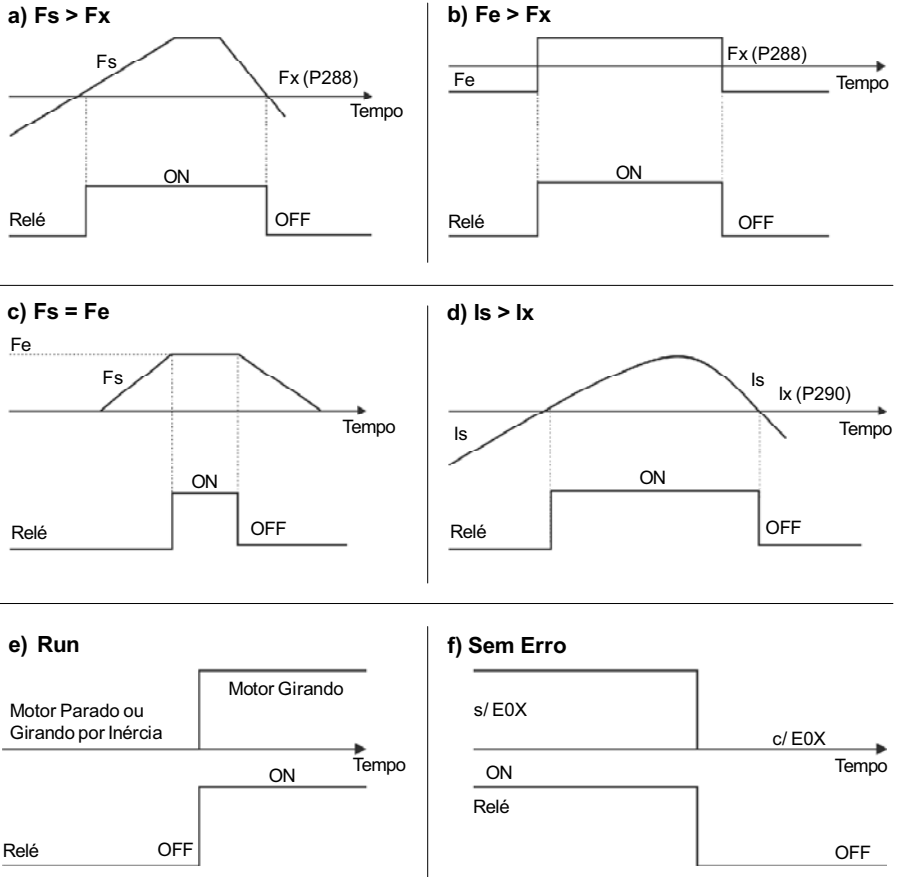 a) Fs > Fx
Fs
Fx (P288)
Tempo
ON
Relé
OFF
b) Fe > Fx
Fx (P288)
Fe
Tempo
ON
Relé
OFF
c) Fs = Fe
Fe
Fs
Tempo
ON
Relé
OFF
d) Is > Ix
Is
Ix (P290)
Is
Tempo
ON
Relé
OFF
e) Run
Motor Girando
Motor Parado ou
Girando por Inércia
Tempo
ON
Relé
OFF
f) Sem Erro
s/ E0X
c/ E0X
Tempo
ON
Relé
OFF